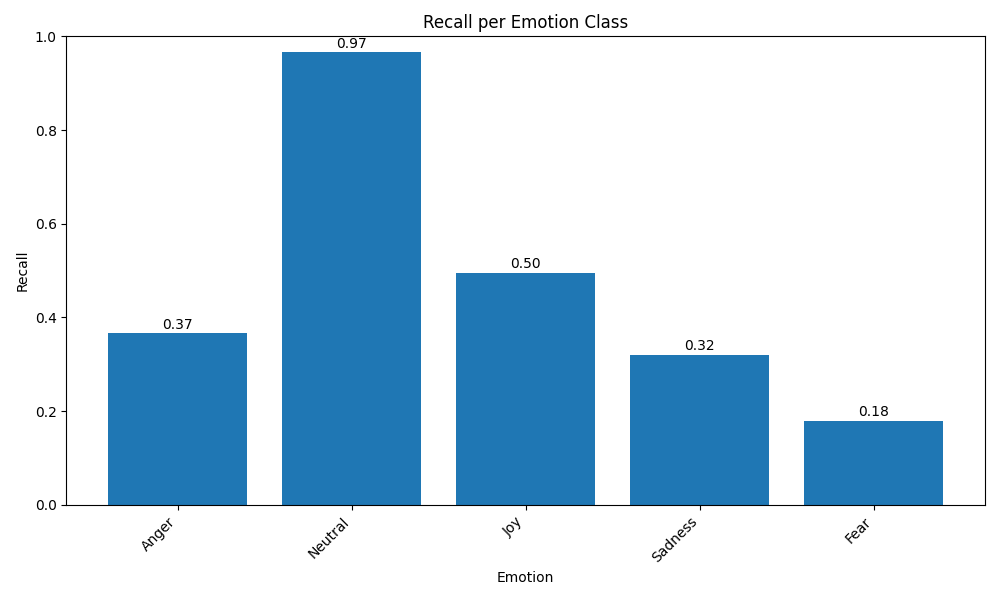 Recall per Emotion Class
1.0
0.8
0.6
0.4
0.2
0.0
Recall
0.37
0.97
0.50
0.32
0.18
Anger
Neutral
Joy
Sadness
Fear
Emotion